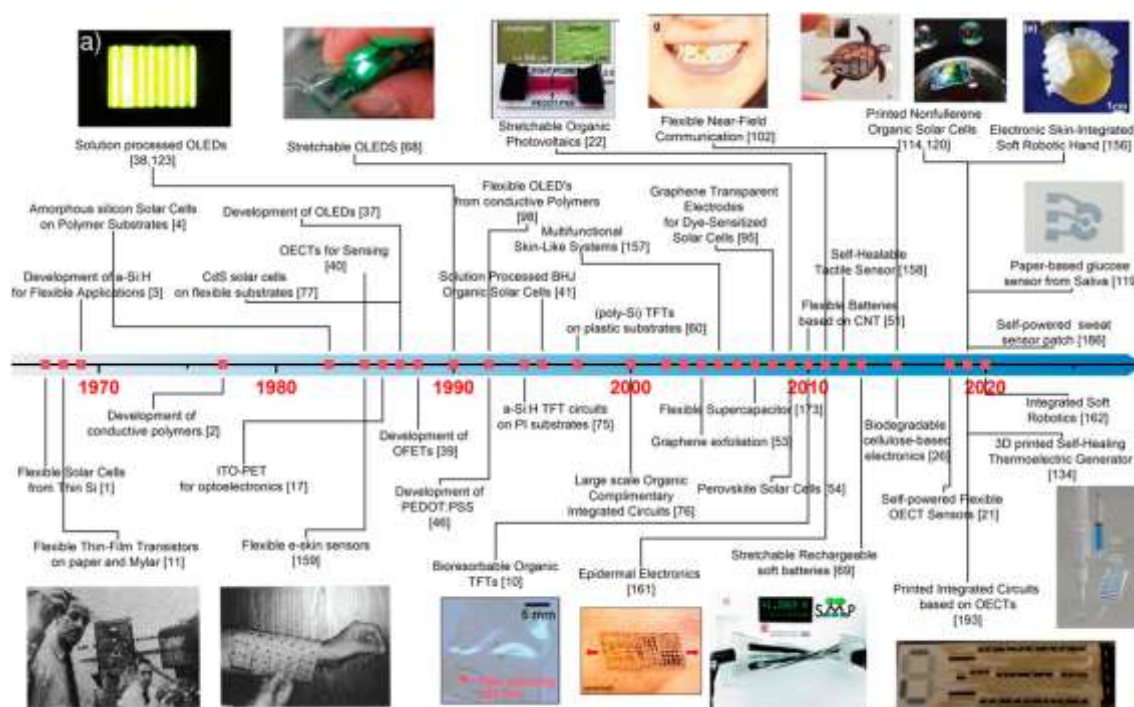 a)
g
(e)
1cm
PEDOT:PSS
Solution processed OLEDs
[38,123]
Stretchable OLEDS [68]
Stretchable Organic
Photovoltaics [22]
Flexible Near-Field
Communication [102]
Printed Nonfullerene
Organic Solar Cells
[114,120]
Electronic Skin-Integrated
Soft Robotic Hand [156]
Amorphous silicon Solar Cells
on Polymer Substrates [4]
Development of OLEDs [37]
Flexible OLED's
from conductive Polymers
[98]
Graphene Transparent
Electrodes
for Dye-Sensitized
Solar Cells [95]
OECTs for Sensing
[40]
Multifunctional
Skin-Like Systems [157]
Self-Healable
Tactile Sensor [158]
Development of a-Si:H
for Flexible Applications [3]
CdS solar cells
on flexible substrates [77]
Solution Processed BHJ
Organic Solar Cells [41]
Paper-based glucose
sensor from Saliva [119]
(poly-Si) TFTs
on plastic substrates [60]
Flexible Batteries
based on CNT [51]
Self-powered sweat
sensor patch [186]
1970
1980
1990
2000
2010
2020
Development of
conductive polymers [2]
a-Si:H TFT circuits
on PI substrates [75]
Flexible Supercapacitor [173]
Integrated Soft
Robotics [162]
Flexible Solar Cells
from Thin Si [1]
ITO-PET
for optoelectronics [17]
Development of
OFETs [39]
Graphene exfoliation [53]
Biodegradable
cellulose-based
electronics [26]
3D printed Self-Healing
Thermoelectric Generator
[134]
Development of
PEDOT:PSS
[46]
Large scale Organic
Complimentary
Integrated Circuits [76]
Perovskite Solar Cells [54]
Self-powered Flexible
OECT Sensors [21]
Flexible Thin-Film Transistors
on paper and Mylar [11]
Flexible e-skin sensors
[159]
Bioresorbable Organic
TFTs [10]
Epidermal Electronics
[161]
Stretchable Rechargeable
soft batteries [69]
Printed Integrated Circuits
based on OECTs
[193]
5 mm